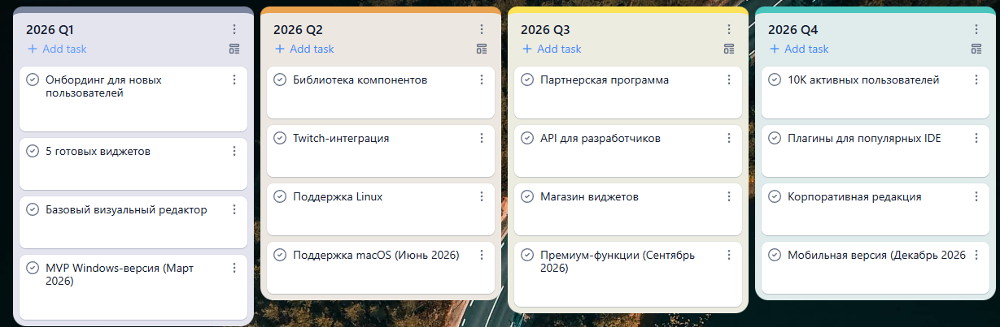 2026 Q1
+ Add task
Онбординг для новых
пользователей
5 готовых виджетов
Базовый визуальный редактор
MVP Windows-версия (Март
2026)
2026 Q2
+ Add task
Библиотека компонентов
Twitch-интеграция
Поддержка Linux
Поддержка macOS (Июнь 2026)
2026 Q3
+ Add task
Партнерская программа
API для разработчиков
Магазин виджетов
Премиум-функции (Сентябрь
2026)
2026 Q4
+ Add task
10K активных пользователей
Плагины для популярных IDE
Корпоративная редакция
Мобильная версия (Декабрь 2026